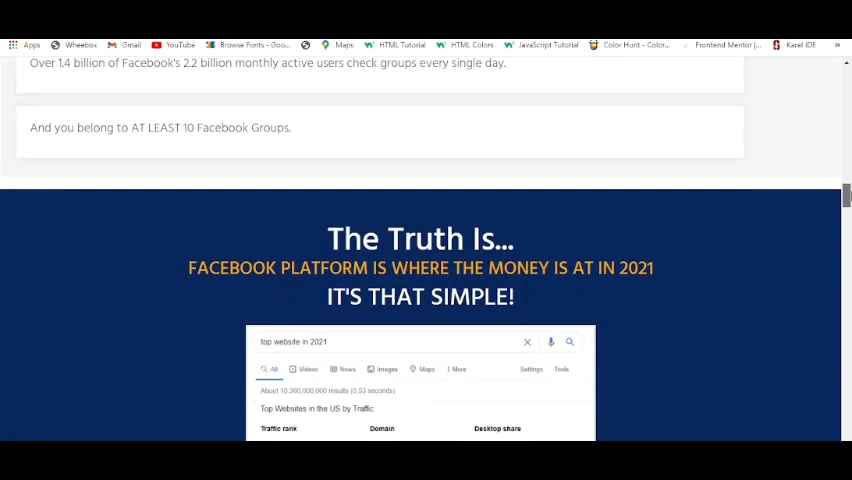 Apps Wheebox Gmail YouTube Browse Fonts - Goo... Maps HTML Tutorial HTML Colors JavaScript Tutorial Color Hunt - Color... Frontend Mentor |... Karel IDE »
Over 1.4 billion of Facebook's 2.2 billion monthly active users check groups every single day.
And you belong to AT LEAST 10 Facebook Groups.
The Truth Is...
FACEBOOK PLATFORM IS WHERE THE MONEY IS AT IN 2021
IT'S THAT SIMPLE!
top website in 2021
All Videos News Images Maps More Settings Tools
About 10,360,000,000 results (0.53 seconds)
Top Websites in the US by Traffic
Traffic rank Domain Desktop share